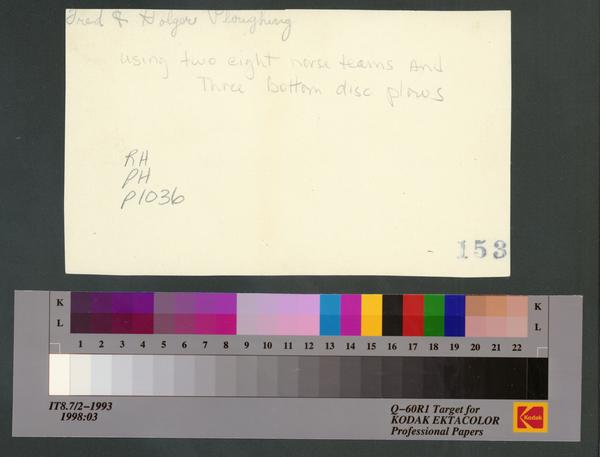 Fred & Holger Ploughing
using two eight horse teams and
Three bottom disc plows
RH
PH
P1036
153
K K
L L
1 2 3 4 5 6 7 8 9 10 11 12 13 14 15 16 17 18 19 20 21 22
IT8.7/2-1993
1998:03
Q-60R1 Target for
KODAK EKTACOLOR
Professional Papers
Kodak